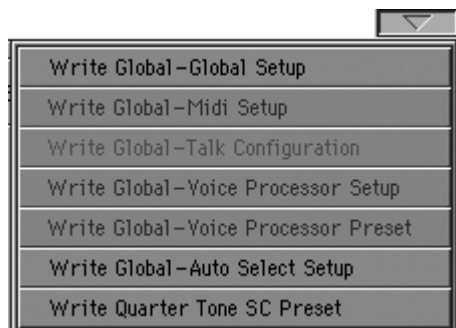 Write Global-Global Setup
Write Global-Midi Setup
Write Global-Talk Configuration
Write Global-Voice Processor Setup
Write Global-Voice Processor Preset
Write Global-Auto Select Setup
Write Quarter Tone SC Preset